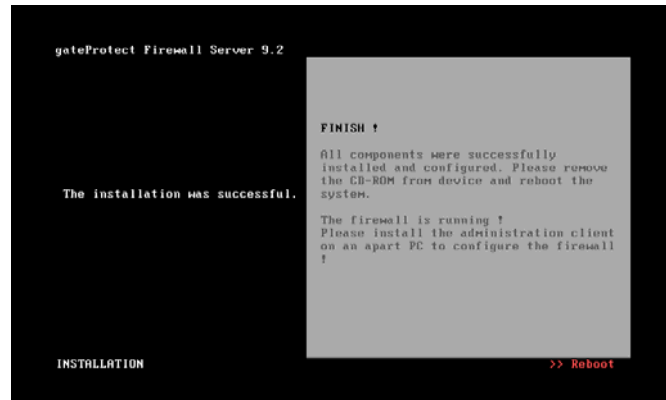 gateProtect Firewall Server 9.2
The installation was successful.
FINISH !
All components were successfully
installed and configured. Please remove
the CD-ROM from device and reboot the
system.
The firewall is running !
Please install the administration client
on an apart PC to configure the firewall
!
INSTALLATION
>> Reboot